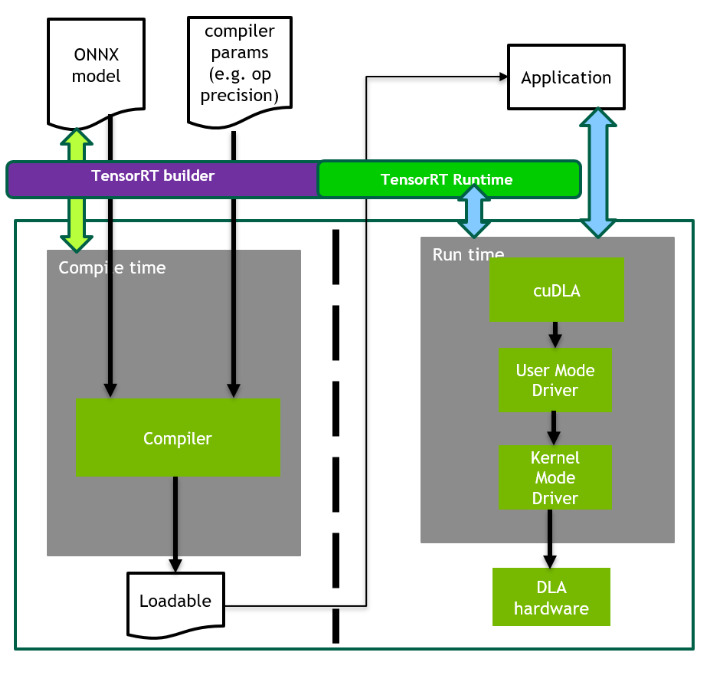 ONNX
model
compiler
params
(e.g. op
precision)
Application
TensorRT builder
TensorRT Runtime
Compile time
Run time
cuDLA
User Mode
Driver
Compiler
Kernel
Mode
Driver
Loadable
DLA
hardware